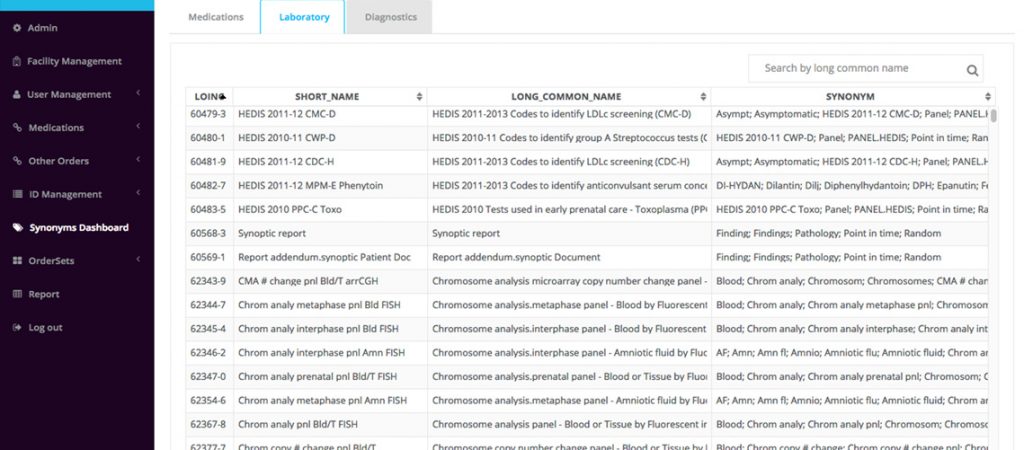 Medications Laboratory Diagnostics
Admin
Facility Management
User Management
Medications
Other Orders
ID Management
Synonyms Dashboard
OrderSets
Report
Log out
Search by long common name
LOINC SHORT_NAME LONG_COMMON_NAME SYNONYM
60479-3 HEDIS 2011-12 CMC-D HEDIS 2011-2013 Codes to identify LDLc screening (CMC-D) Asympt; Asymptomatic; HEDIS 2011-12 CMC-D; Panel; PANEL.H
60480-1 HEDIS 2010-11 CWP-D HEDIS 2010-11 Codes to identify group A Streptococcus tests ( HEDIS 2010-11 CWP-D; Panel; PANEL.HEDIS; Point in time; Ran
60481-9 HEDIS 2011-12 CDC-H HEDIS 2011-2013 Codes to identify LDLc screening (CDC-H) Asympt; Asymptomatic; HEDIS 2011-12 CDC-H; Panel; PANEL.H
60482-7 HEDIS 2011-12 MPM-E Phenytoin HEDIS 2011-2013 Codes to identify anticonvulsant serum conce DI-HYDAN; Dilantin; Dilj; Diphenylhydantoin; DPH; Epanutin; Fe
60483-5 HEDIS 2010 PPC-C Toxo HEDIS 2010 Tests used in early prenatal care - Toxoplasma (PP HEDIS 2010 PPC-C Toxo; Panel; PANEL.HEDIS; Point in time; Ra
60568-3 Synoptic report Synoptic report Finding; Findings; Pathology; Point in time; Random
60569-1 Report addendum.synoptic Patient Doc Report addendum.synoptic Document Finding; Findings; Pathology; Point in time; Random
62343-9 CMA # change pnl Bld/T arrCGH Chromosome analysis microarray copy number change panel - Blood; Chrom analy; Chromosom; Chromosomes; CMA # char
62344-7 Chrom analy metaphase pnl Bld FISH Chromosome analysis.metaphase panel - Blood by Fluorescent Blood; Chrom analy; Chrom analy metaphase pnl; Chromosom
62345-4 Chrom analy interphase pnl Bld FISH Chromosome analysis.interphase panel - Blood by Fluorescent Blood; Chrom analy; Chrom analy interphase; Chrom analy int
62346-2 Chrom analy interphase pnl Amn FISH Chromosome analysis.interphase panel - Amniotic fluid by Fluo AF; Amn; Amn fl; Amnio; Amniotic flu; Amniotic fluid; Chrom ar
62347-0 Chrom analy prenatal pnl Bld/T FISH Chromosome analysis.prenatal panel - Blood or Tissue by Fluor Blood; Chrom analy; Chrom analy prenatal pnl; Chromosom; C
62354-6 Chrom analy metaphase pnl Amn FISH Chromosome analysis.metaphase panel - Amniotic fluid by Flu AF; Amn; Amn fl; Amnio; Amniotic flu; Amniotic fluid; Chrom ar
62367-8 Chrom analy pnl Bld/T FISH Chromosome analysis panel - Blood or Tissue by Fluorescent in Blood; Chrom analy; Chrom analy pnl; Chromosom; Chromosc
62377-7 Chrom copy # change pnl Bld/T Chromosome copy number change panel - Blood or Tissue by Blood; Chrom copy # change; Chrom copy # change pnl; Chrom